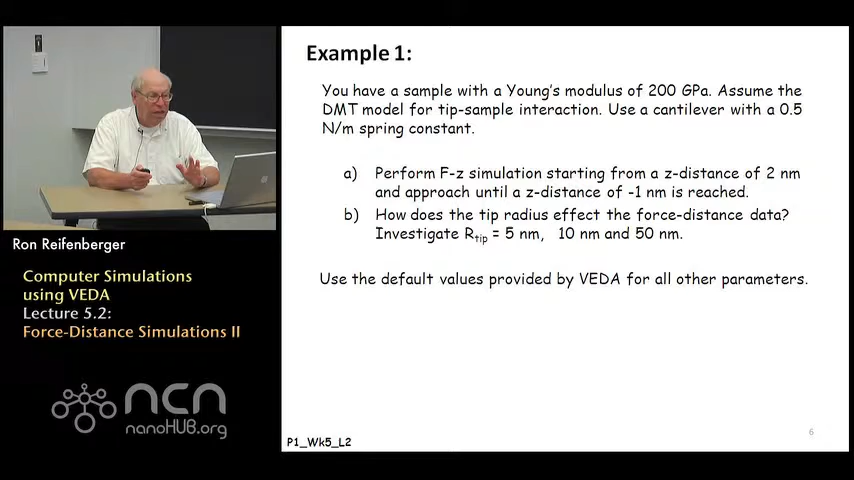 Example 1:
You have a sample with a Young's modulus of 200 GPa. Assume the
DMT model for tip-sample interaction. Use a cantilever with a 0.5
N/m spring constant.
a) Perform F-z simulation starting from a z-distance of 2 nm
and approach until a z-distance of -1 nm is reached.
b) How does the tip radius effect the force-distance data?
Investigate Rtip = 5 nm, 10 nm and 50 nm.
Use the default values provided by VEDA for all other parameters.
6
P1_Wk5_L2
Ron Reifenberger
Computer Simulations
using VEDA
Lecture 5.2:
Force-Distance Simulations II
ncn
nanoHUB.org